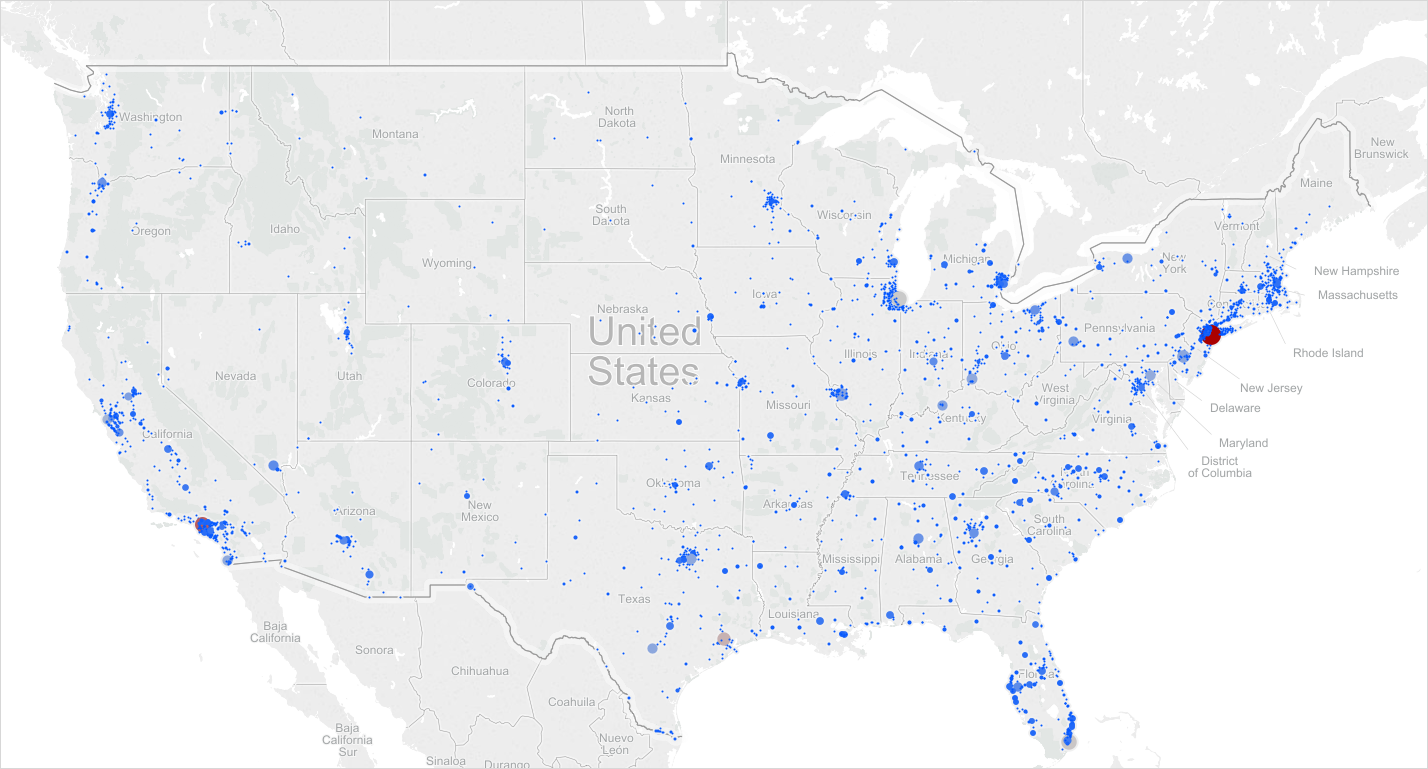 New
Brunswick
Washington
North
Dakota
Montana
Minnesota
Maine
South
Dakota
Wisconsin
Vermont
Oregon
Idaho
Michigan
New
York
Wyoming
New Hampshire
Massachusetts
Iowa
Nebraska
United
States
Pennsylvania
Illinois
Indiana
Ohio
Rhode Island
Nevada
Utah
Colorado
Kansas
Missouri
West
Virginia
New Jersey
Delaware
Kentucky
Virginia
California
Maryland
District
of Columbia
Tennessee
North
Carolina
Oklahoma
Arkansas
Arizona
New
Mexico
South
Carolina
Mississippi
Alabama
Georgia
Texas
Louisiana
Baja
California
Sonora
Chihuahua
Florida
Coahuila
Baja
California
Sur
Nuevo
León
Sinaloa
Durango